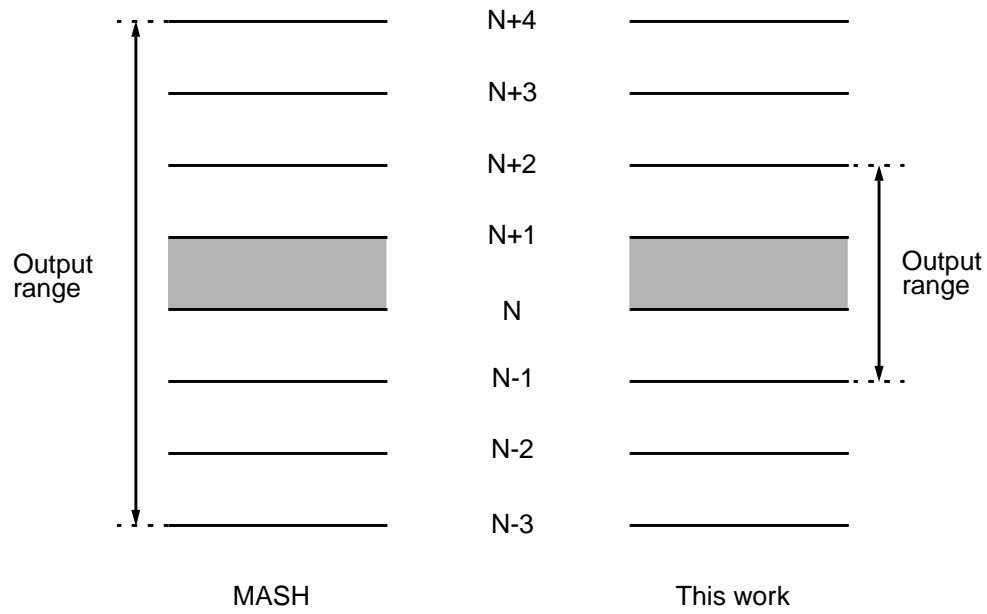 N+4
N+3
N+2
N+1
Output
range
Output
range
N
N-1
N-2
N-3
MASH
This work